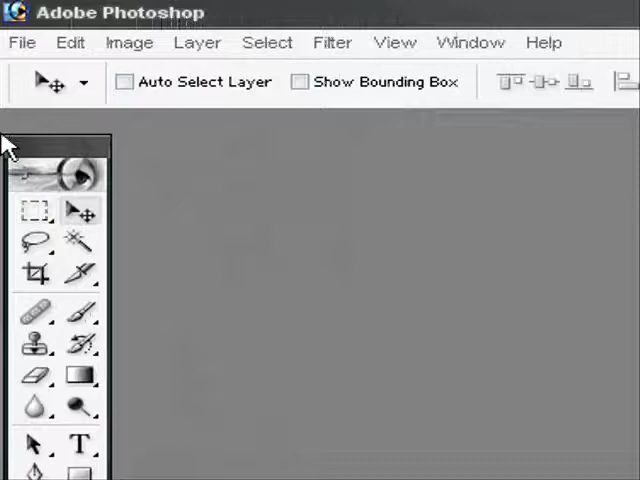 Adobe Photoshop
File Edit Image Layer Select Filter View Window Help
Auto Select Layer Show Bounding Box
T